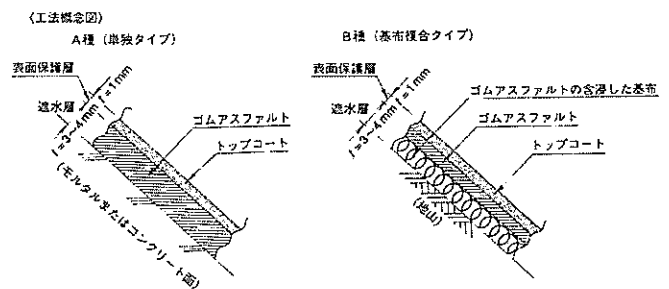 〈工法概念図〉
A種（単独タイプ）
表面保護層
遮水層
t=3~4mm
t=1mm
ゴムアスファルト
トップコート
(モルタルまたはコンクリート面)
B種（基布複合タイプ）
表面保護層
遮水層
t=3~4mm
t=1mm
ゴムアスファルトの含浸した基布
ゴムアスファルト
トップコート
(地山)